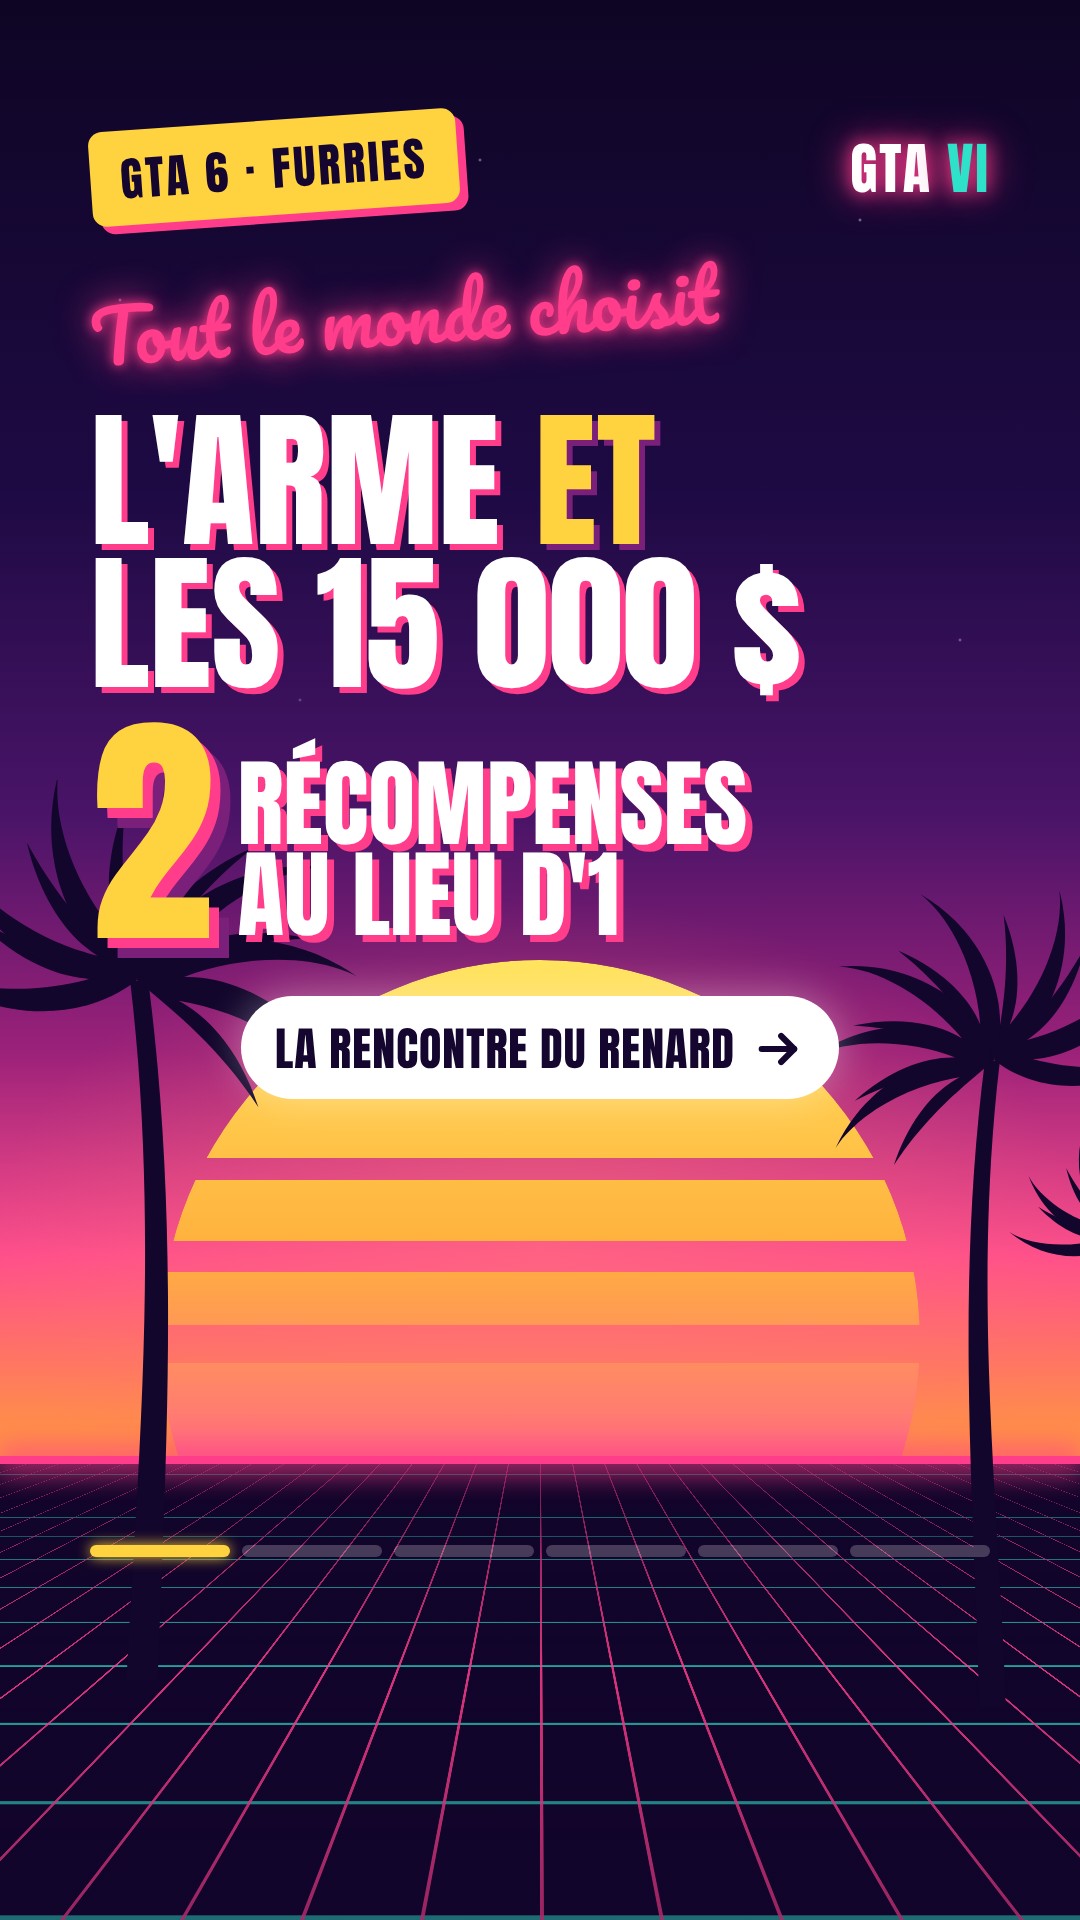 GTA 6 · FURRIES
GTA VI
Tout le monde choisit
L'ARME ET
LES 15 000 $
2 RÉCOMPENSES
AU LIEU D'1
LA RENCONTRE DU RENARD →